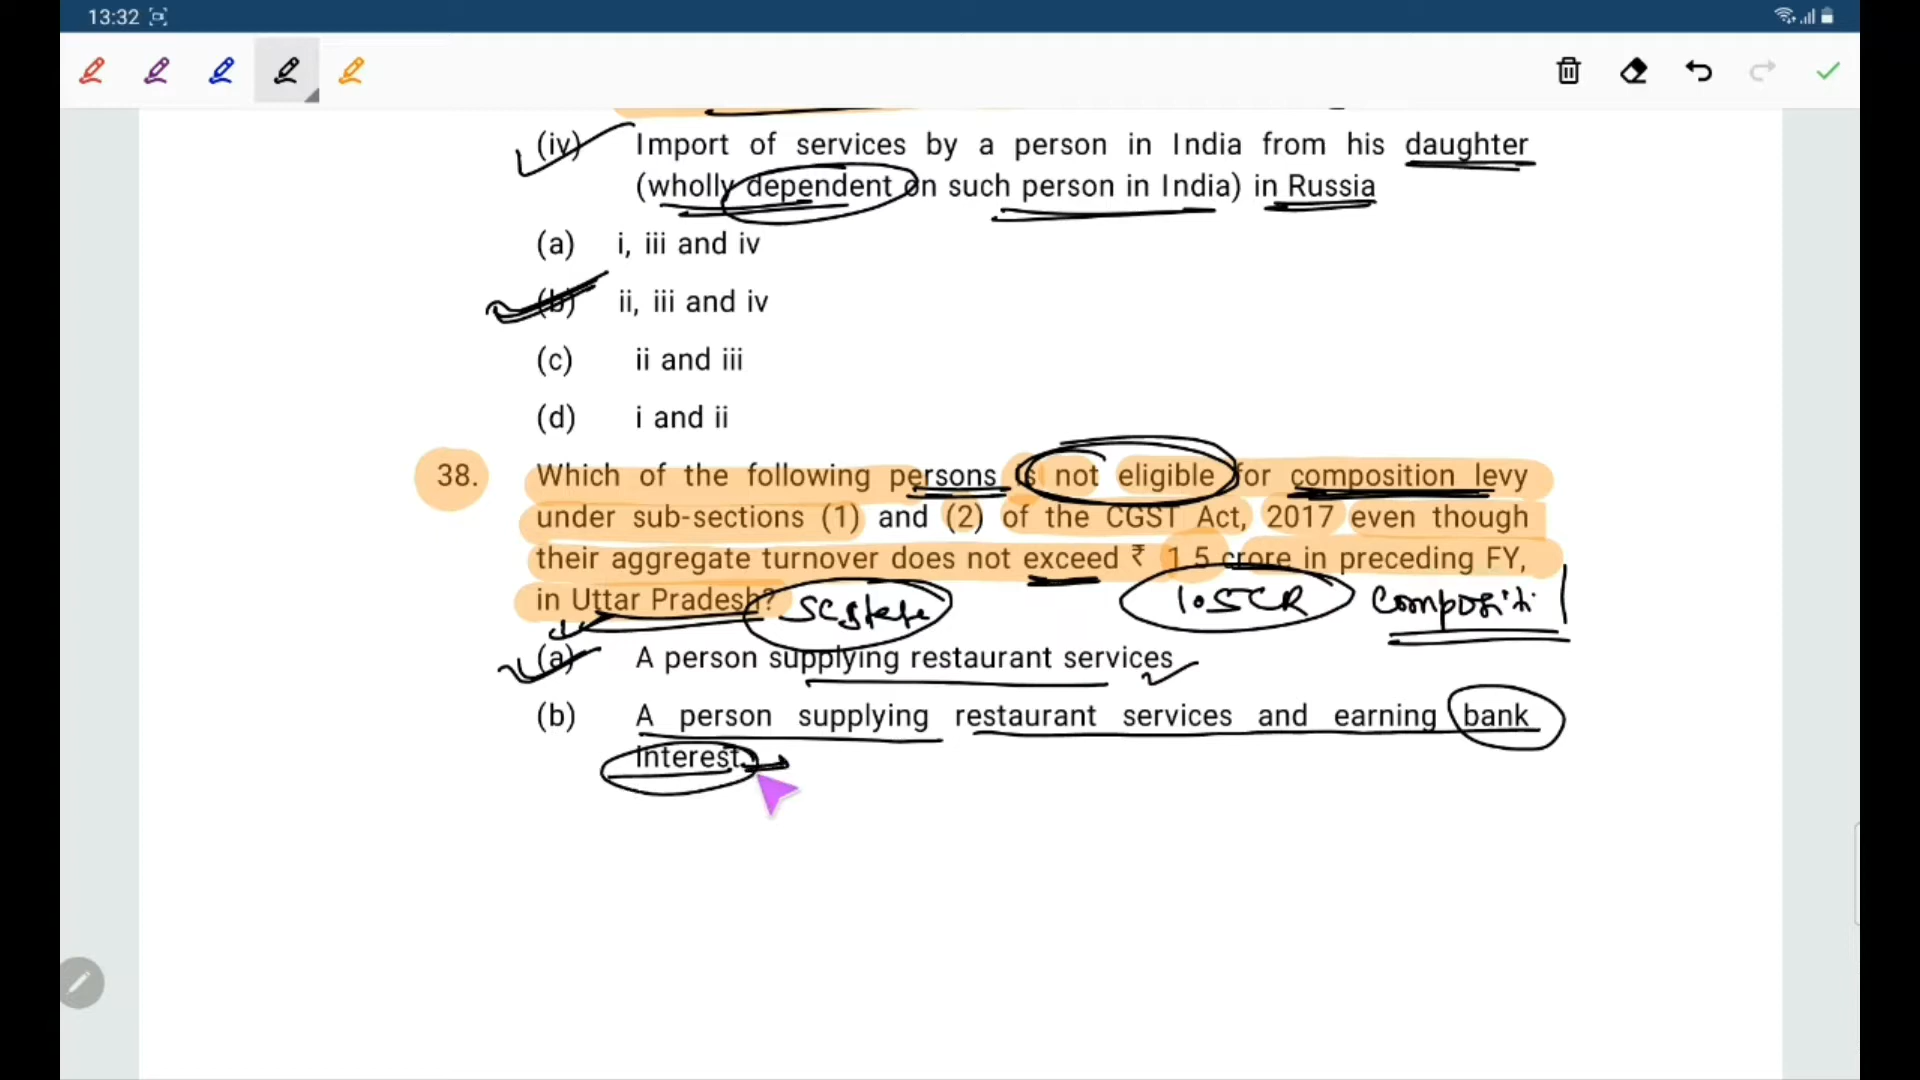 13:32
(iv) Import of services by a person in India from his daughter
(wholly dependent on such person in India) in Russia
(a) i, iii and iv
(b) ii, iii and iv
(c) ii and iii
(d) i and ii
38. Which of the following persons is not eligible for composition levy
under sub-sections (1) and (2) of the CGST Act, 2017 even though
their aggregate turnover does not exceed ₹ 1.5 crore in preceding FY,
in Uttar Pradesh? SC State 1.5CR Compositi
(a) A person supplying restaurant services
(b) A person supplying restaurant services and earning bank
interest